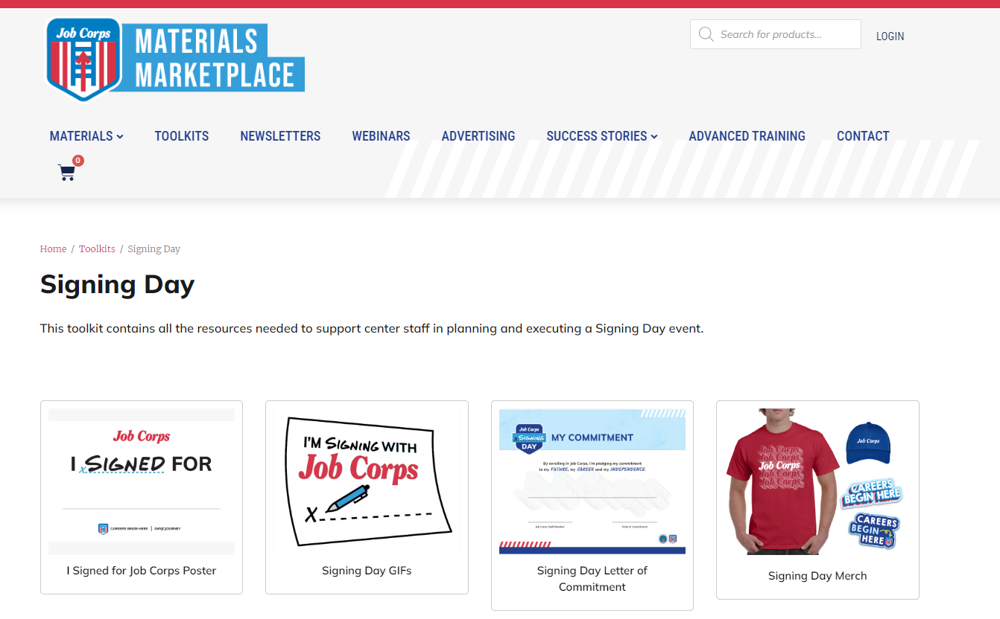 Job Corps
MATERIALS
MARKETPLACE
Search for products...
LOGIN
MATERIALS
TOOLKITS
NEWSLETTERS
WEBINARS
ADVERTISING
SUCCESS STORIES
ADVANCED TRAINING
CONTACT
0
Home / Toolkits / Signing Day
Signing Day
This toolkit contains all the resources needed to support center staff in planning and executing a Signing Day event.
Job Corps
I SIGNED FOR
x
CAREERS BEGIN HERE | #MYJCJOURNEY
I Signed for Job Corps Poster
I'M SIGNING WITH
Job Corps
X
Signing Day GIFs
Job Corps
SIGNING
DAY
MY COMMITMENT
By enrolling in Job Corps, I'm pledging my commitment
to my FUTURE, my CAREER and my INDEPENDENCE.
Job Corps Staff Member
Date of Commitment
Signing Day Letter of
Commitment
Job Corps
Job Corps
Job Corps
Job Corps
Job Corps
Job Corps
CAREERS
BEGIN HERE
CAREERS
BEGIN
HERE
Signing Day Merch